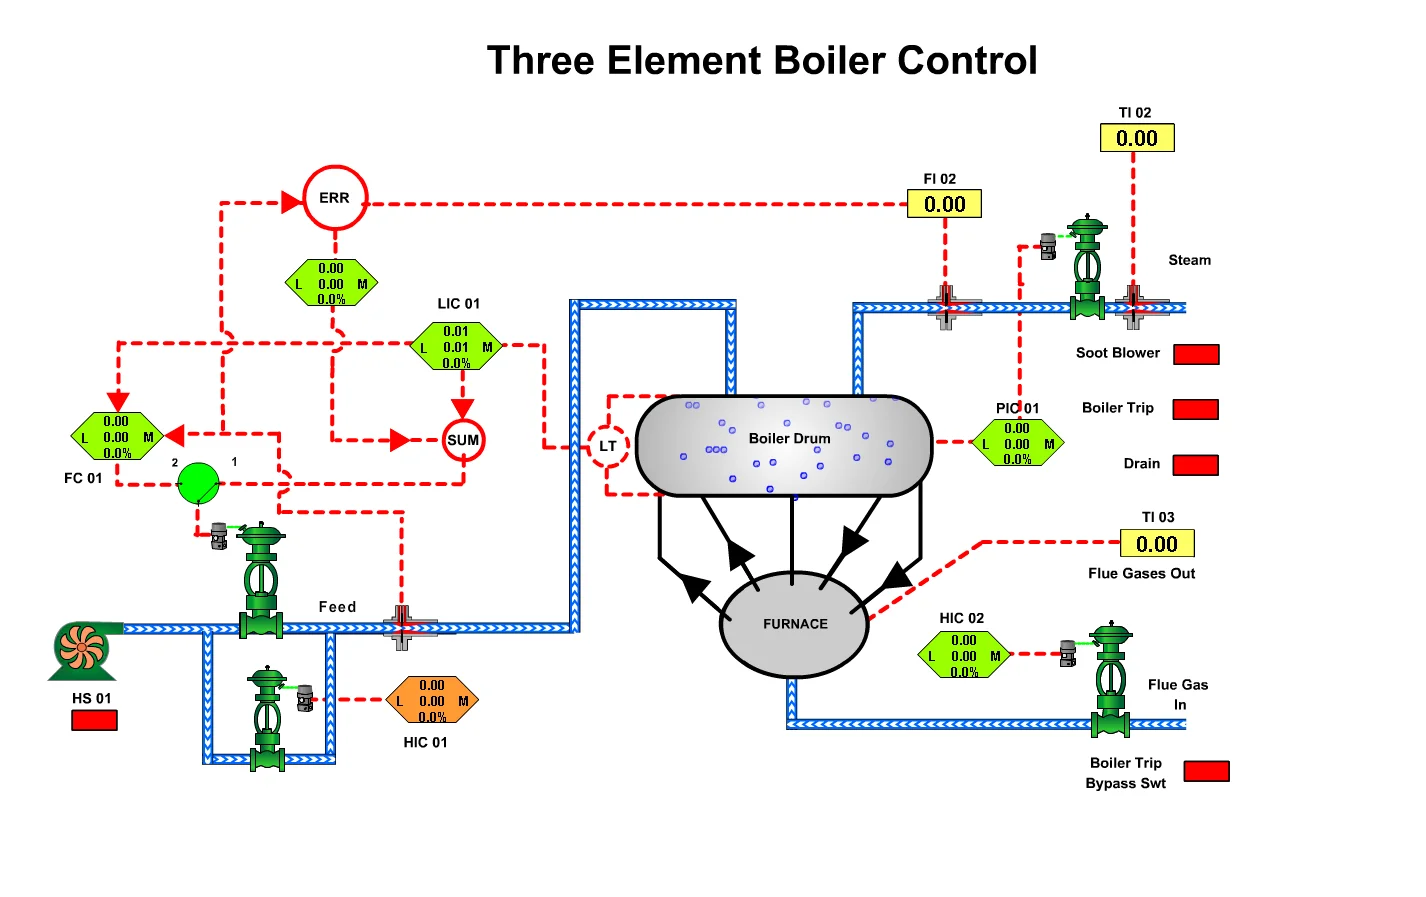 Three Element Boiler Control
TI 02
0.00
FI 02
0.00
ERR
0.00
L 0.00 M
0.0%
Steam
LIC 01
0.01
L 0.01 M
0.0%
Soot Blower
Boiler Trip
PIC 01
0.00
L 0.00 M
0.0%
Drain
0.00
L 0.00 M
0.0%
FC 01
2
1
SUM
LT
Boiler Drum
TI 03
0.00
Flue Gases Out
Feed
FURNACE
HIC 02
0.00
L 0.00 M
0.0%
HS 01
0.00
L 0.00 M
0.0%
HIC 01
Flue Gas
In
Boiler Trip
Bypass Swt